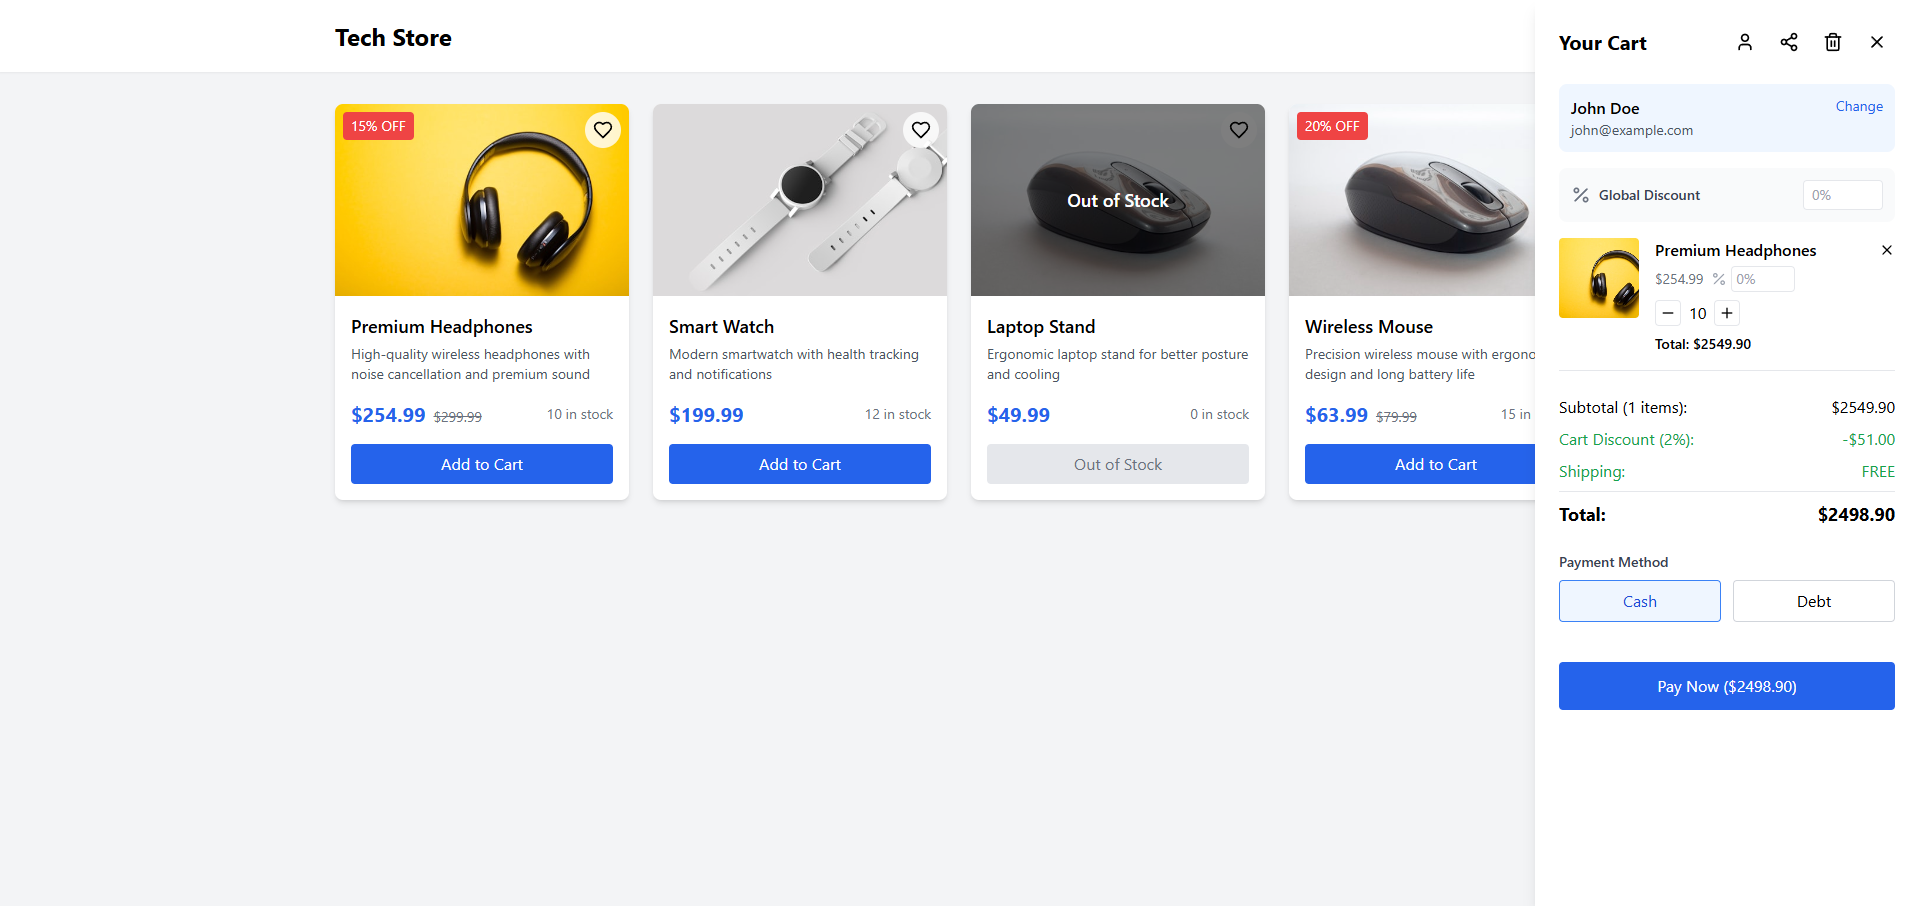 Tech Store
15% OFF
Premium Headphones
High-quality wireless headphones with
noise cancellation and premium sound
$254.99 $299.99 10 in stock
Add to Cart
Smart Watch
Modern smartwatch with health tracking
and notifications
$199.99 12 in stock
Add to Cart
Out of Stock
Laptop Stand
Ergonomic laptop stand for better posture
and cooling
$49.99 0 in stock
Out of Stock
20% OFF
Wireless Mouse
Precision wireless mouse with ergono
design and long battery life
$63.99 $79.99 15 in
Add to Cart
Your Cart
John Doe Change
john@example.com
Global Discount 0%
Premium Headphones
$254.99 % 0%
10
Total: $2549.90
Subtotal (1 items): $2549.90
Cart Discount (2%): -$51.00
Shipping: FREE
Total: $2498.90
Payment Method
Cash Debt
Pay Now ($2498.90)